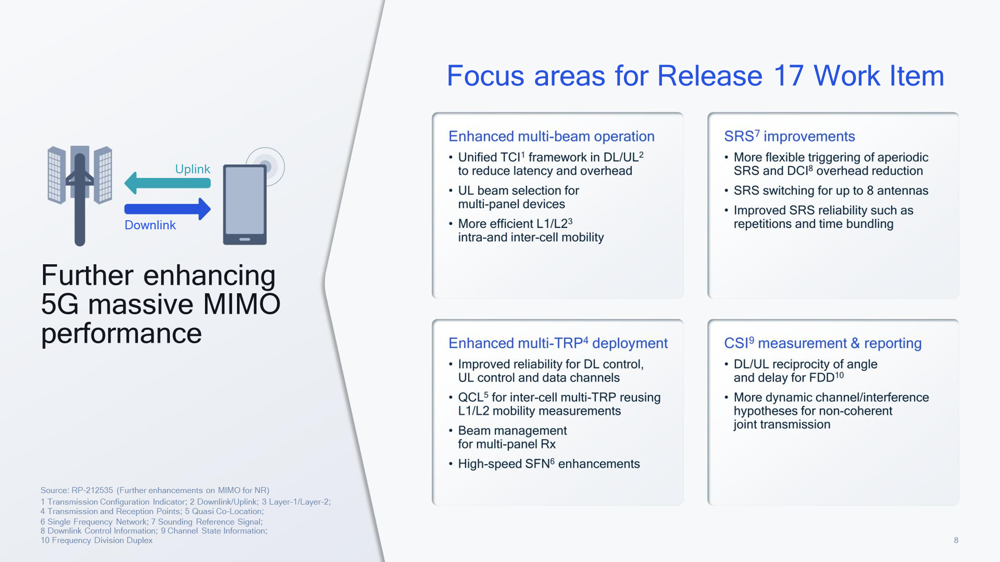 Uplink
Downlink
Further enhancing
5G massive MIMO
performance
Source: RP-212535 (Further enhancements on MIMO for NR)
1 Transmission Configuration Indicator; 2 Downlink/Uplink; 3 Layer-1/Layer-2;
4 Transmission and Reception Points; 5 Quasi Co-Location;
6 Single Frequency Network; 7 Sounding Reference Signal;
8 Downlink Control Information; 9 Channel State Information;
10 Frequency Division Duplex
Focus areas for Release 17 Work Item
Enhanced multi-beam operation
• Unified TCI¹ framework in DL/UL²
to reduce latency and overhead
• UL beam selection for
multi-panel devices
• More efficient L1/L2³
intra-and inter-cell mobility
SRS⁷ improvements
• More flexible triggering of aperiodic
SRS and DCI⁸ overhead reduction
• SRS switching for up to 8 antennas
• Improved SRS reliability such as
repetitions and time bundling
Enhanced multi-TRP⁴ deployment
• Improved reliability for DL control,
UL control and data channels
• QCL⁵ for inter-cell multi-TRP reusing
L1/L2 mobility measurements
• Beam management
for multi-panel Rx
• High-speed SFN⁶ enhancements
CSI⁹ measurement & reporting
• DL/UL reciprocity of angle
and delay for FDD¹⁰
• More dynamic channel/interference
hypotheses for non-coherent
joint transmission
8